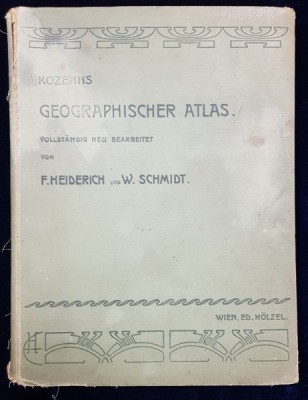 KOZENNS
GEOGRAPHISCHER ATLAS.
VOLLSTÄNDIG NEU BEARBEITET
VON
F. HEIDERICH UND W. SCHMIDT.
WIEN. ED. HÖLZEL.